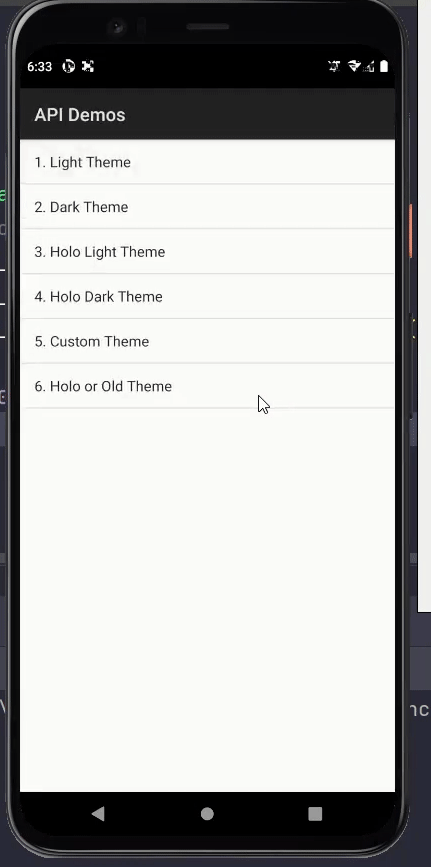 6:33
API Demos
1. Light Theme
2. Dark Theme
3. Holo Light Theme
4. Holo Dark Theme
5. Custom Theme
6. Holo or Old Theme
nc